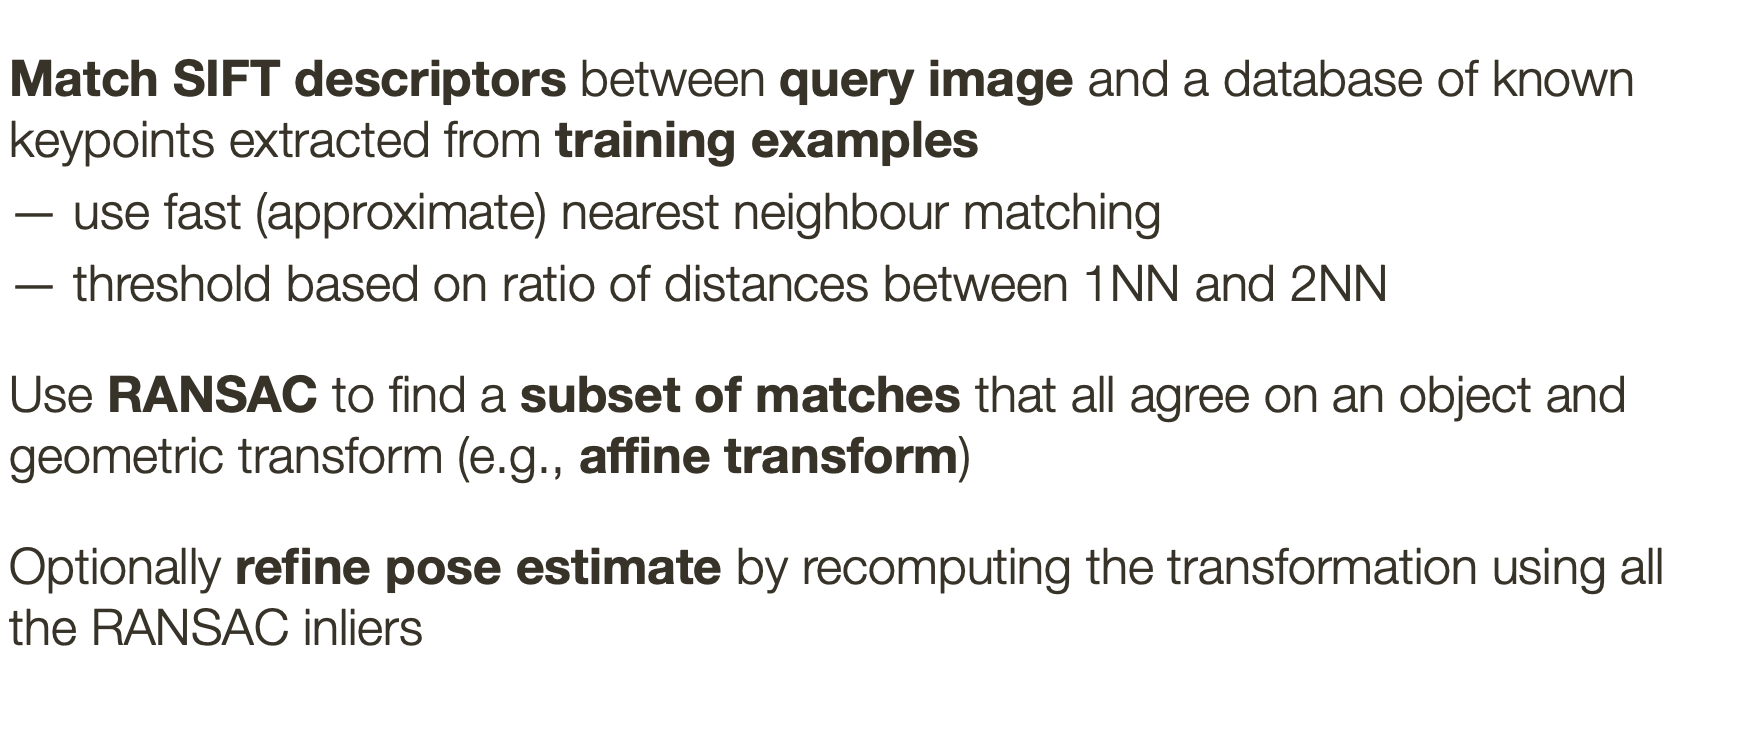 Match SIFT descriptors between query image and a database of known
keypoints extracted from training examples
— use fast (approximate) nearest neighbour matching
— threshold based on ratio of distances between 1NN and 2NN
Use RANSAC to find a subset of matches that all agree on an object and
geometric transform (e.g., affine transform)
Optionally refine pose estimate by recomputing the transformation using all
the RANSAC inliers